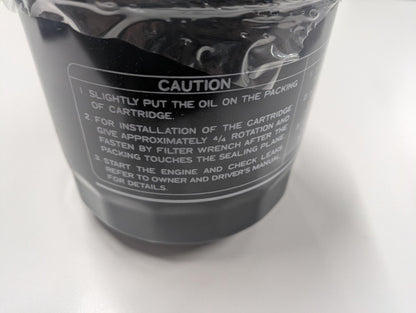 CAUTION
1 SLIGHTLY PUT THE OIL ON THE PACKING
OF CARTRIDGE.
2. FOR INSTALLATION OF THE CARTRIDGE
GIVE APPROXIMATELY 4/4 ROTATION AND
FASTEN BY FILTER WRENCH AFTER THE
PACKING TOUCHES THE SEALING PLANE.
3. START THE ENGINE AND CHECK LEAKS.
REFER TO OWNER AND DRIVER'S MANUAL
FOR DETAILS.